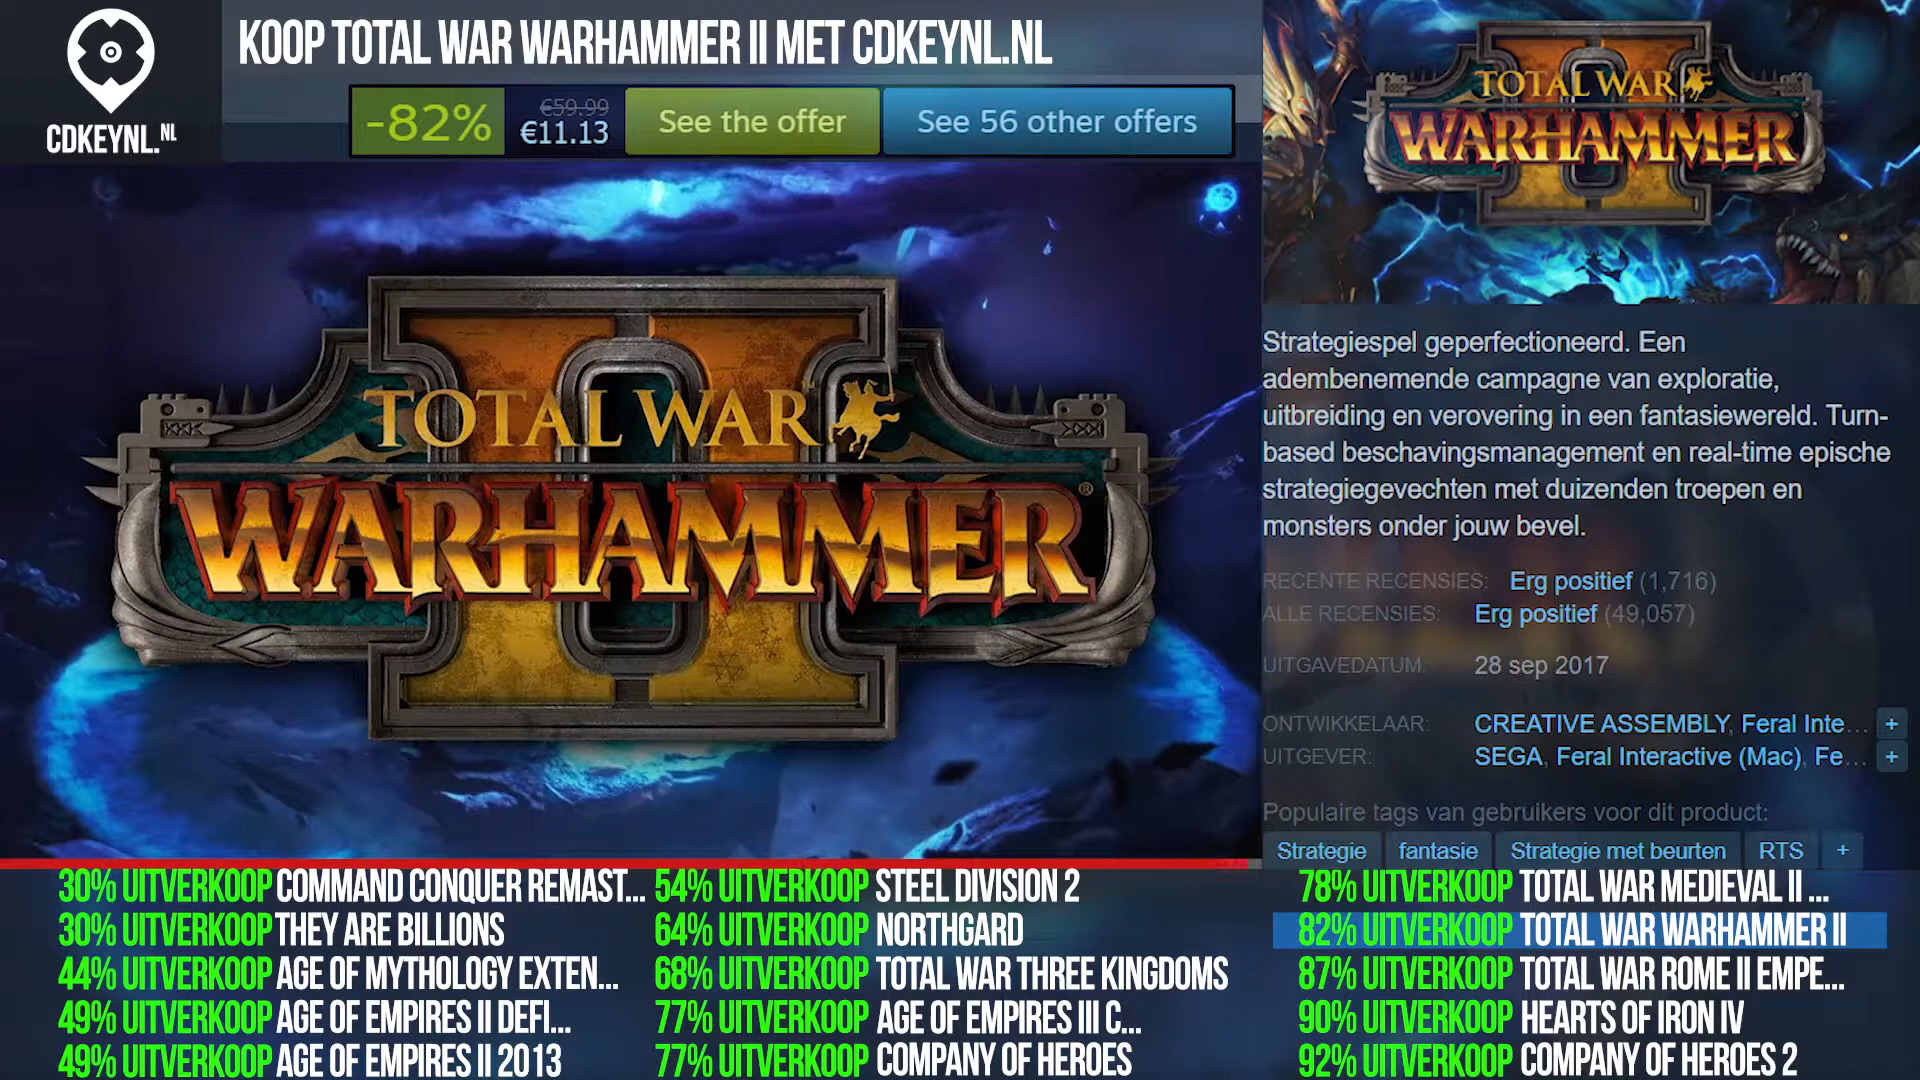 CDKEYNL.NL
KOOP TOTAL WAR WARHAMMER II MET CDKEYNL.NL
-82%
€59.99
€11.13
See the offer
See 56 other offers
TOTAL WAR
WARHAMMER
TOTAL WAR™
WARHAMMER®
Strategiespel geperfectioneerd. Een
adembenemende campagne van exploratie,
uitbreiding en verovering in een fantasiewereld. Turn-
based beschavingsmanagement en real-time epische
strategiegevechten met duizenden troepen en
monsters onder jouw bevel.
RECENTE RECENSIES: Erg positief (1,716)
ALLE RECENSIES: Erg positief (49,057)
UITGAVEDATUM: 28 sep 2017
ONTWIKKELAAR: CREATIVE ASSEMBLY, Feral Inte... +
UITGEVER: SEGA, Feral Interactive (Mac), Fe... +
Populaire tags van gebruikers voor dit product:
Strategie fantasie Strategie met beurten RTS +
30% UITVERKOOP COMMAND CONQUER REMAST...
30% UITVERKOOP THEY ARE BILLIONS
44% UITVERKOOP AGE OF MYTHOLOGY EXTEN...
49% UITVERKOOP AGE OF EMPIRES II DEFI...
49% UITVERKOOP AGE OF EMPIRES II 2013
54% UITVERKOOP STEEL DIVISION 2
64% UITVERKOOP NORTHGARD
68% UITVERKOOP TOTAL WAR THREE KINGDOMS
77% UITVERKOOP AGE OF EMPIRES III C...
77% UITVERKOOP COMPANY OF HEROES
78% UITVERKOOP TOTAL WAR MEDIEVAL II ...
82% UITVERKOOP TOTAL WAR WARHAMMER II
87% UITVERKOOP TOTAL WAR ROME II EMPE...
90% UITVERKOOP HEARTS OF IRON IV
92% UITVERKOOP COMPANY OF HEROES 2